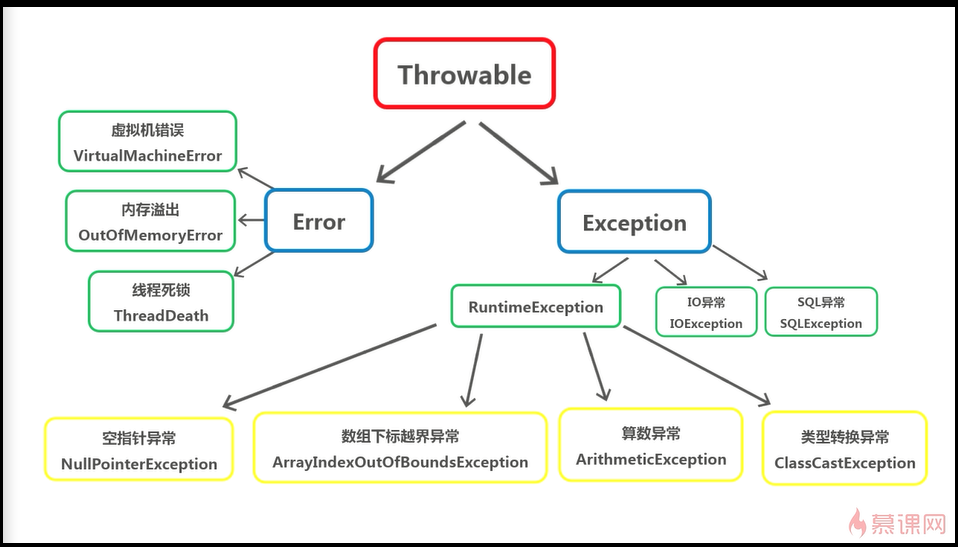 Throwable
虚拟机错误
VirtualMachineError
内存溢出
OutOfMemoryError
线程死锁
ThreadDeath
Error
Exception
RuntimeException
IO异常
IOException
SQL异常
SQLException
空指针异常
NullPointerException
数组下标越界异常
ArrayIndexOutOfBoundsException
算数异常
ArithmeticException
类型转换异常
ClassCastException
慕课网